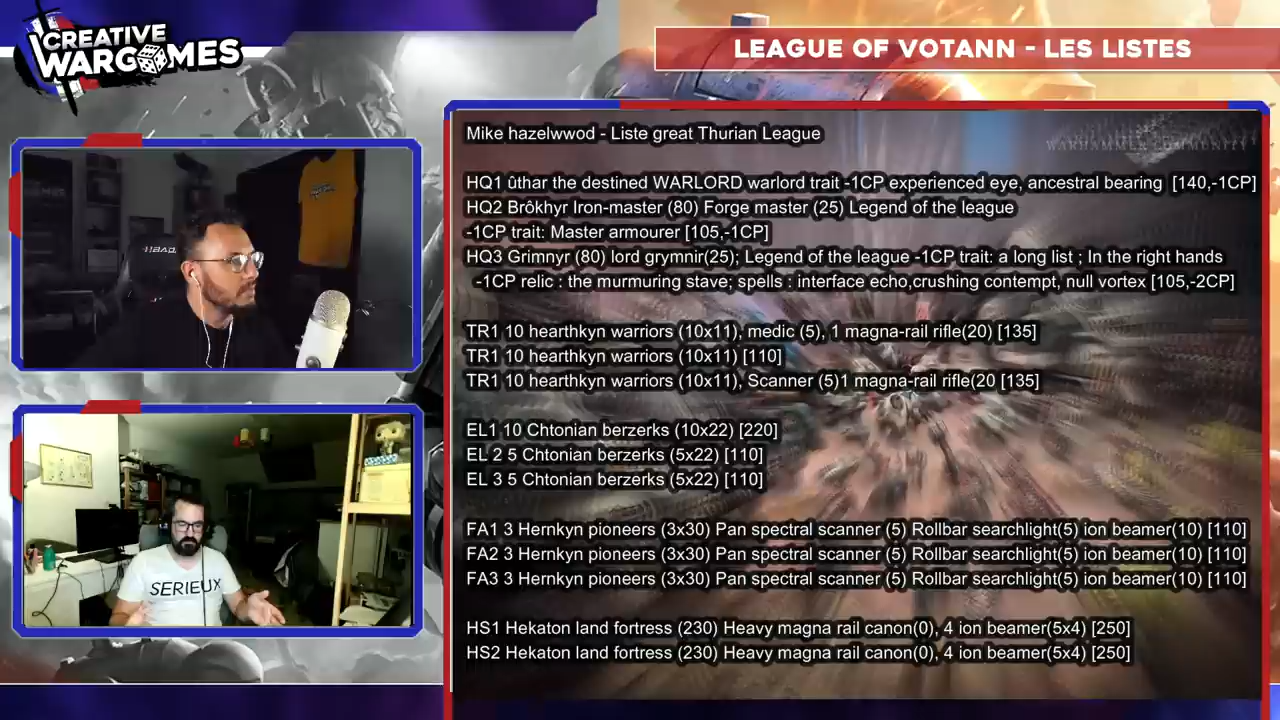 CREATIVE
WARGAMES
LEAGUE OF VOTANN - LES LISTES
WARHAMMER COMMUNITY
Mike hazelwwod - Liste great Thurian League
HQ1 ûthar the destined WARLORD warlord trait -1CP experienced eye, ancestral bearing [140,-1CP]
HQ2 Brôkhyr Iron-master (80) Forge master (25) Legend of the league
-1CP trait: Master armourer [105,-1CP]
HQ3 Grimnyr (80) lord grymnir(25); Legend of the league -1CP trait: a long list ; In the right hands
-1CP relic : the murmuring stave; spells : interface echo,crushing contempt, null vortex [105,-2CP]
TR1 10 hearthkyn warriors (10x11), medic (5), 1 magna-rail rifle(20) [135]
TR1 10 hearthkyn warriors (10x11) [110]
TR1 10 hearthkyn warriors (10x11), Scanner (5)1 magna-rail rifle(20 [135]
EL1 10 Chtonian berzerks (10x22) [220]
EL 2 5 Chtonian berzerks (5x22) [110]
EL 3 5 Chtonian berzerks (5x22) [110]
FA1 3 Hernkyn pioneers (3x30) Pan spectral scanner (5) Rollbar searchlight(5) ion beamer(10) [110]
FA2 3 Hernkyn pioneers (3x30) Pan spectral scanner (5) Rollbar searchlight(5) ion beamer(10) [110]
FA3 3 Hernkyn pioneers (3x30) Pan spectral scanner (5) Rollbar searchlight(5) ion beamer(10) [110]
HS1 Hekaton land fortress (230) Heavy magna rail canon(0), 4 ion beamer(5x4) [250]
HS2 Hekaton land fortress (230) Heavy magna rail canon(0), 4 ion beamer(5x4) [250]
SERIEUX